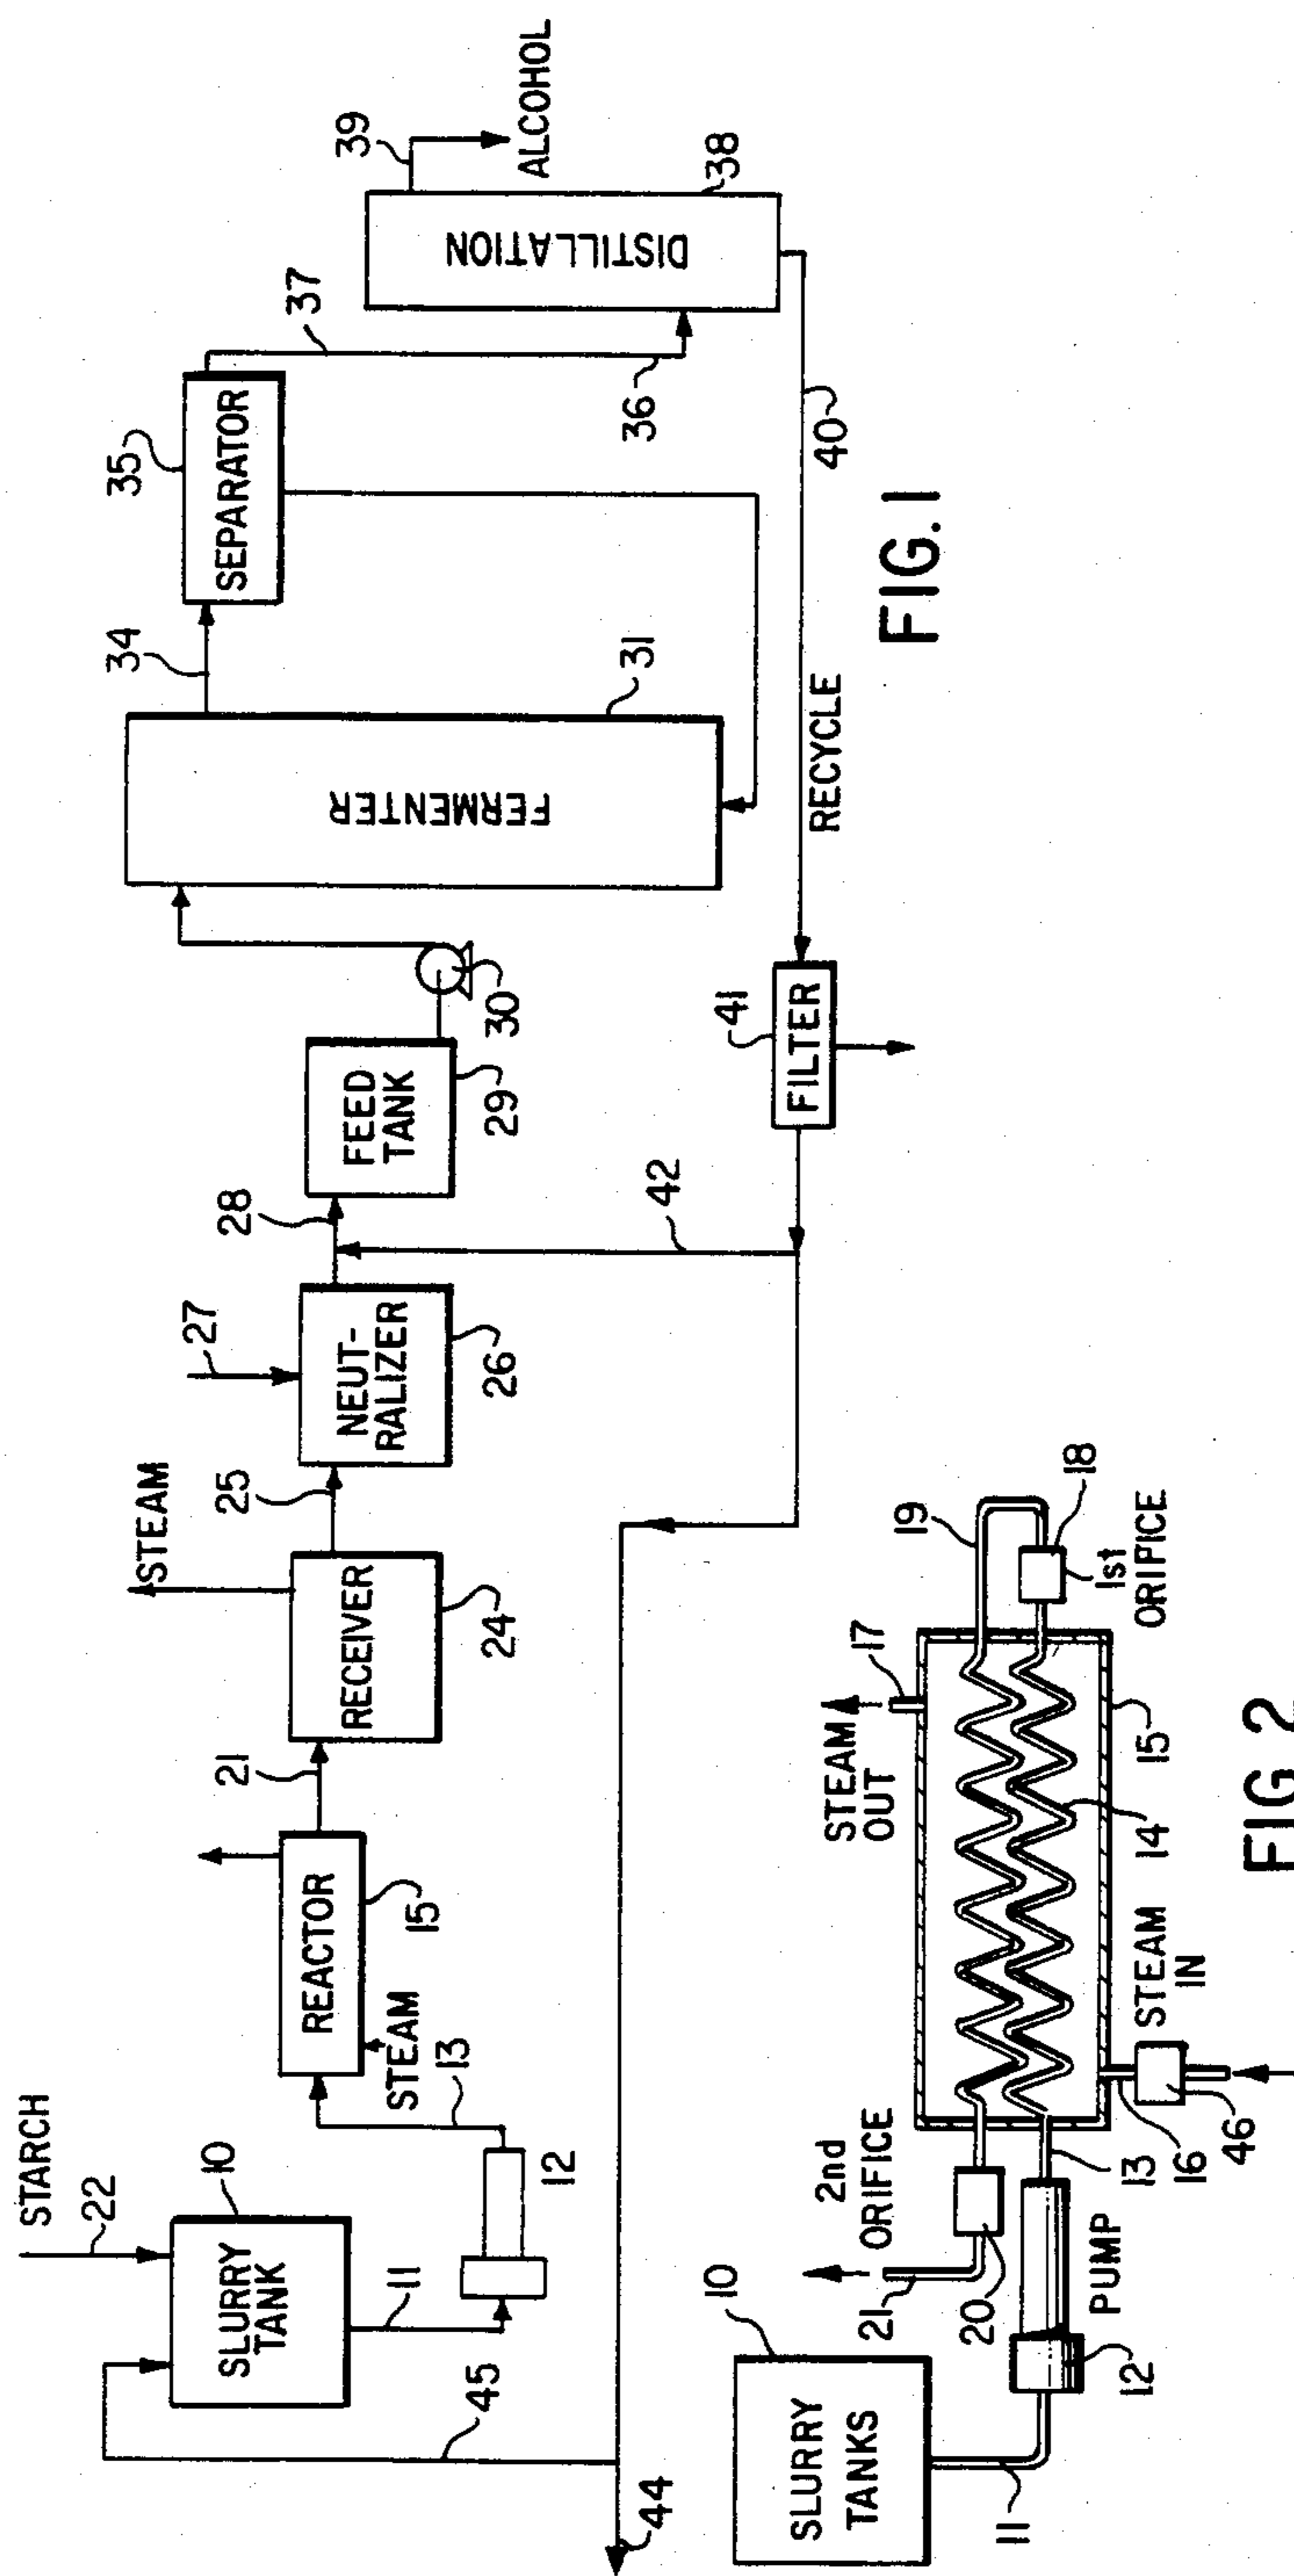 STARCH
22
10
SLURRY
TANK
11
45
44
12
13
STEAM
REACTOR
15
21
STEAM
RECEIVER
24
25
27
NEUT-
RALIZER
26
28
42
FEED
TANK
29
30
FERMENTER
31
34
35
SEPARATOR
37
36
39
ALCOHOL
DISTILLATION
38
40
RECYCLE
41
FILTER
FIG. 1
10
SLURRY
TANKS
11
12
PUMP
13
21
20
2nd
ORIFICE
16
46
STEAM
IN
14
15
STEAM
OUT
17
19
18
1st
ORIFICE
FIG 2